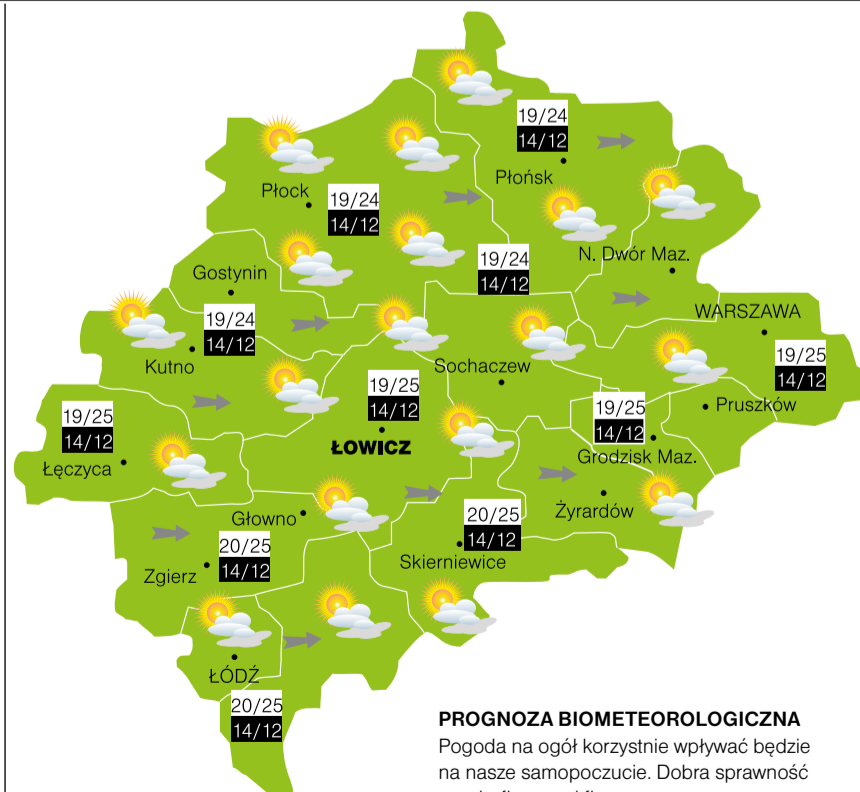 19/24
14/12
Płońsk
Płock
19/24
14/12
N. Dwór Maz.
19/24
14/12
Gostynin
19/24
14/12
Kutno
WARSZAWA
19/25
14/12
Sochaczew
19/25
14/12
ŁOWICZ
Pruszków
19/25
14/12
Grodzisk Maz.
19/25
14/12
Łęczyca
Głowno
Żyrardów
20/25
14/12
Skierniewice
20/25
14/12
Zgierz
ŁÓDŹ
20/25
14/12
PROGNOZA BIOMETEOROLOGICZNA
Pogoda na ogół korzystnie wpływać będzie
na nasze samopoczucie. Dobra sprawność